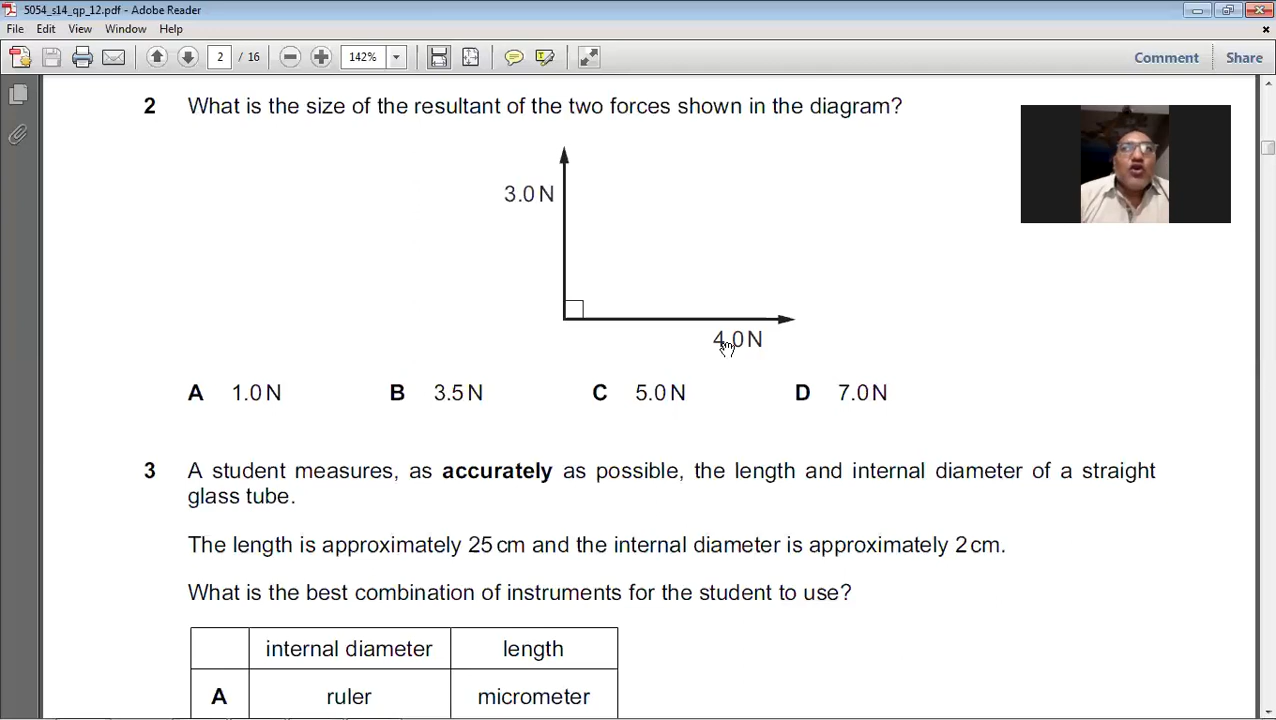 5054_s14_qp_12.pdf - Adobe Reader
File Edit View Window Help
2 / 16 142% Comment Share
2 What is the size of the resultant of the two forces shown in the diagram?
3.0 N
4.0 N
A 1.0 N B 3.5 N C 5.0 N D 7.0 N
3 A student measures, as accurately as possible, the length and internal diameter of a straight
glass tube.
The length is approximately 25 cm and the internal diameter is approximately 2 cm.
What is the best combination of instruments for the student to use?
internal diameter length
A ruler micrometer